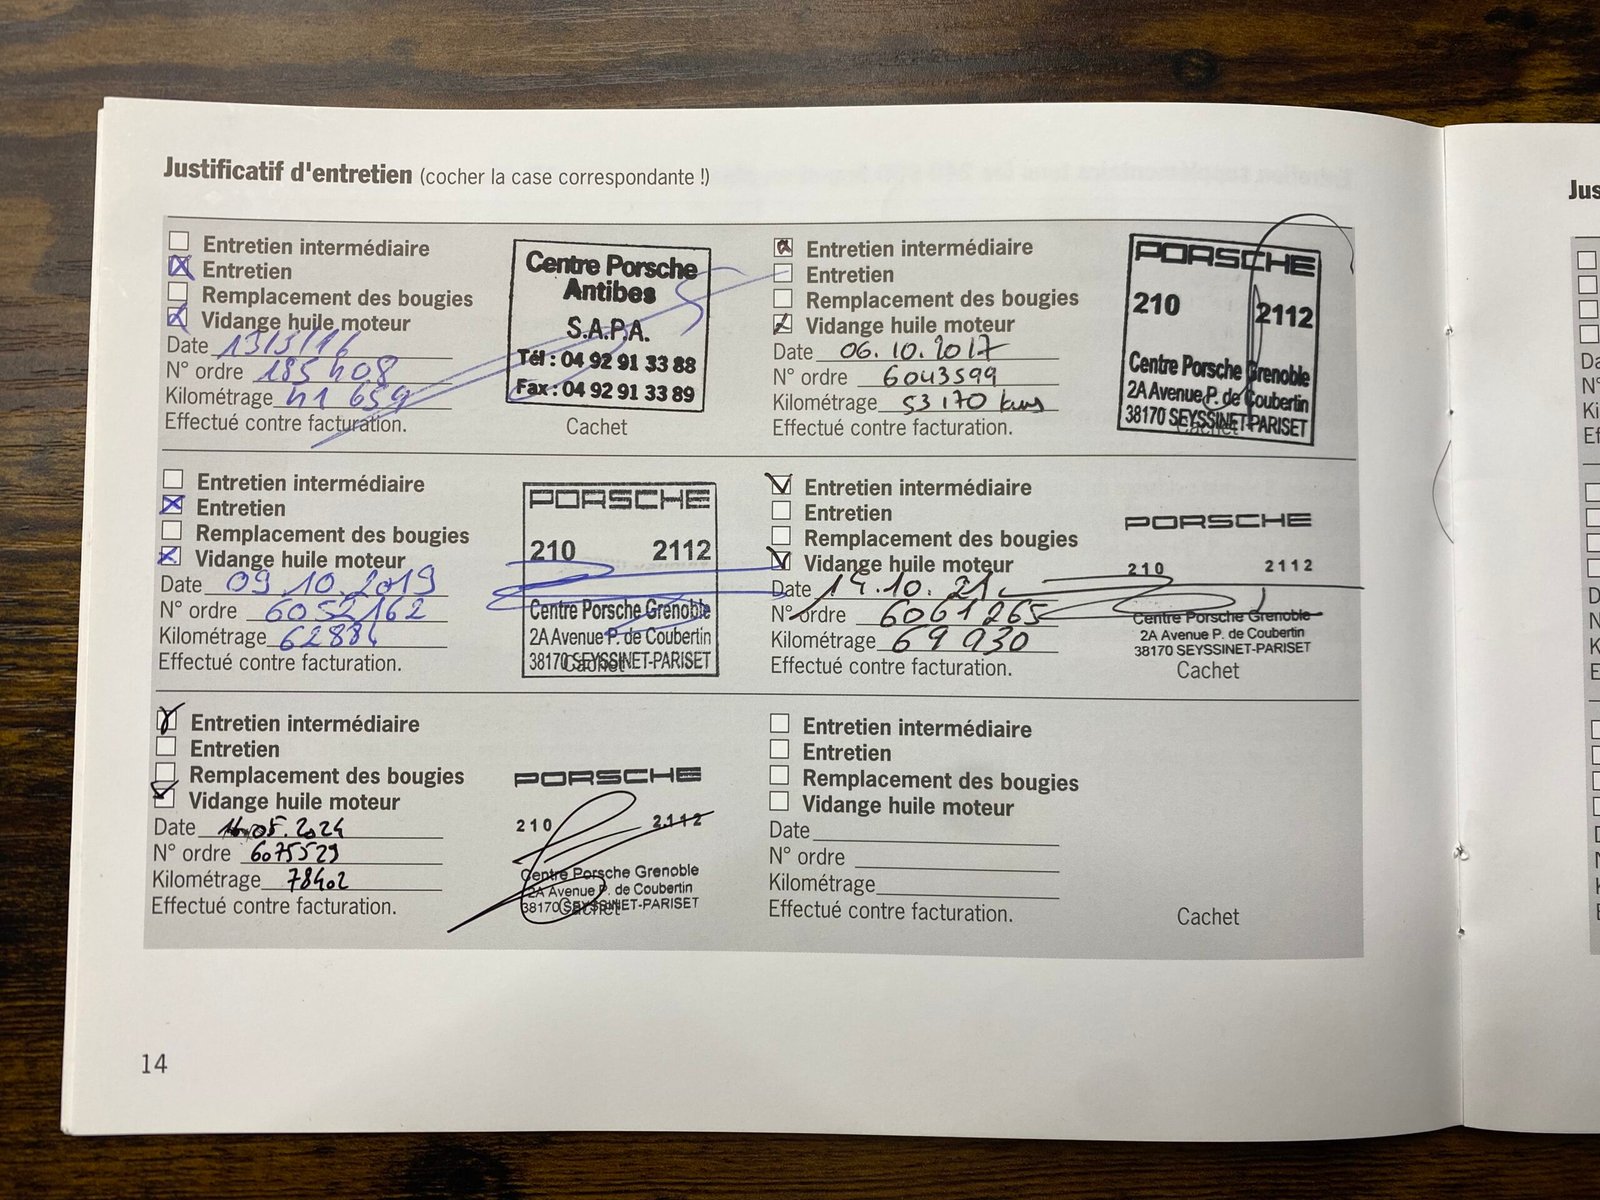 Justificatif d'entretien (cocher la case correspondante !)
Entretien intermédiaire
Entretien
Remplacement des bougies
Vidange huile moteur
Date 13/5/16
N° ordre 185408
Kilométrage 41 659
Effectué contre facturation.
Centre Porsche
Antibes
S.A.P.A.
Tél : 04 92 91 33 88
Fax : 04 92 91 33 89
Cachet
Entretien intermédiaire
Entretien
Remplacement des bougies
Vidange huile moteur
Date 06.10.2017
N° ordre 6043599
Kilométrage 53 170 kms
Effectué contre facturation.
PORSCHE
210 2112
Centre Porsche Grenoble
2A Avenue P. de Coubertin
38170 SEYSSINET-PARISET
Cachet
Entretien intermédiaire
Entretien
Remplacement des bougies
Vidange huile moteur
Date 09.10.2019
N° ordre 6052162
Kilométrage
Effectué contre facturation.
PORSCHE
210 2112
Centre Porsche Grenoble
2A Avenue P. de Coubertin
38170 SEYSSINET-PARISET
Cachet
Entretien intermédiaire
Entretien
Remplacement des bougies
Vidange huile moteur
Date 14.10.21
N° ordre 6061265
Kilométrage 69 030
Effectué contre facturation.
PORSCHE
210 2112
Centre Porsche Grenoble
2A Avenue P. de Coubertin
38170 SEYSSINET-PARISET
Cachet
Entretien intermédiaire
Entretien
Remplacement des bougies
Vidange huile moteur
Date 16.05.2024
N° ordre 6075529
Kilométrage 78402
Effectué contre facturation.
PORSCHE
210 2112
Centre Porsche Grenoble
2A Avenue P. de Coubertin
38170 SEYSSINET-PARISET
Cachet
Entretien intermédiaire
Entretien
Remplacement des bougies
Vidange huile moteur
Date
N° ordre
Kilométrage
Effectué contre facturation.
Cachet
14
Jus